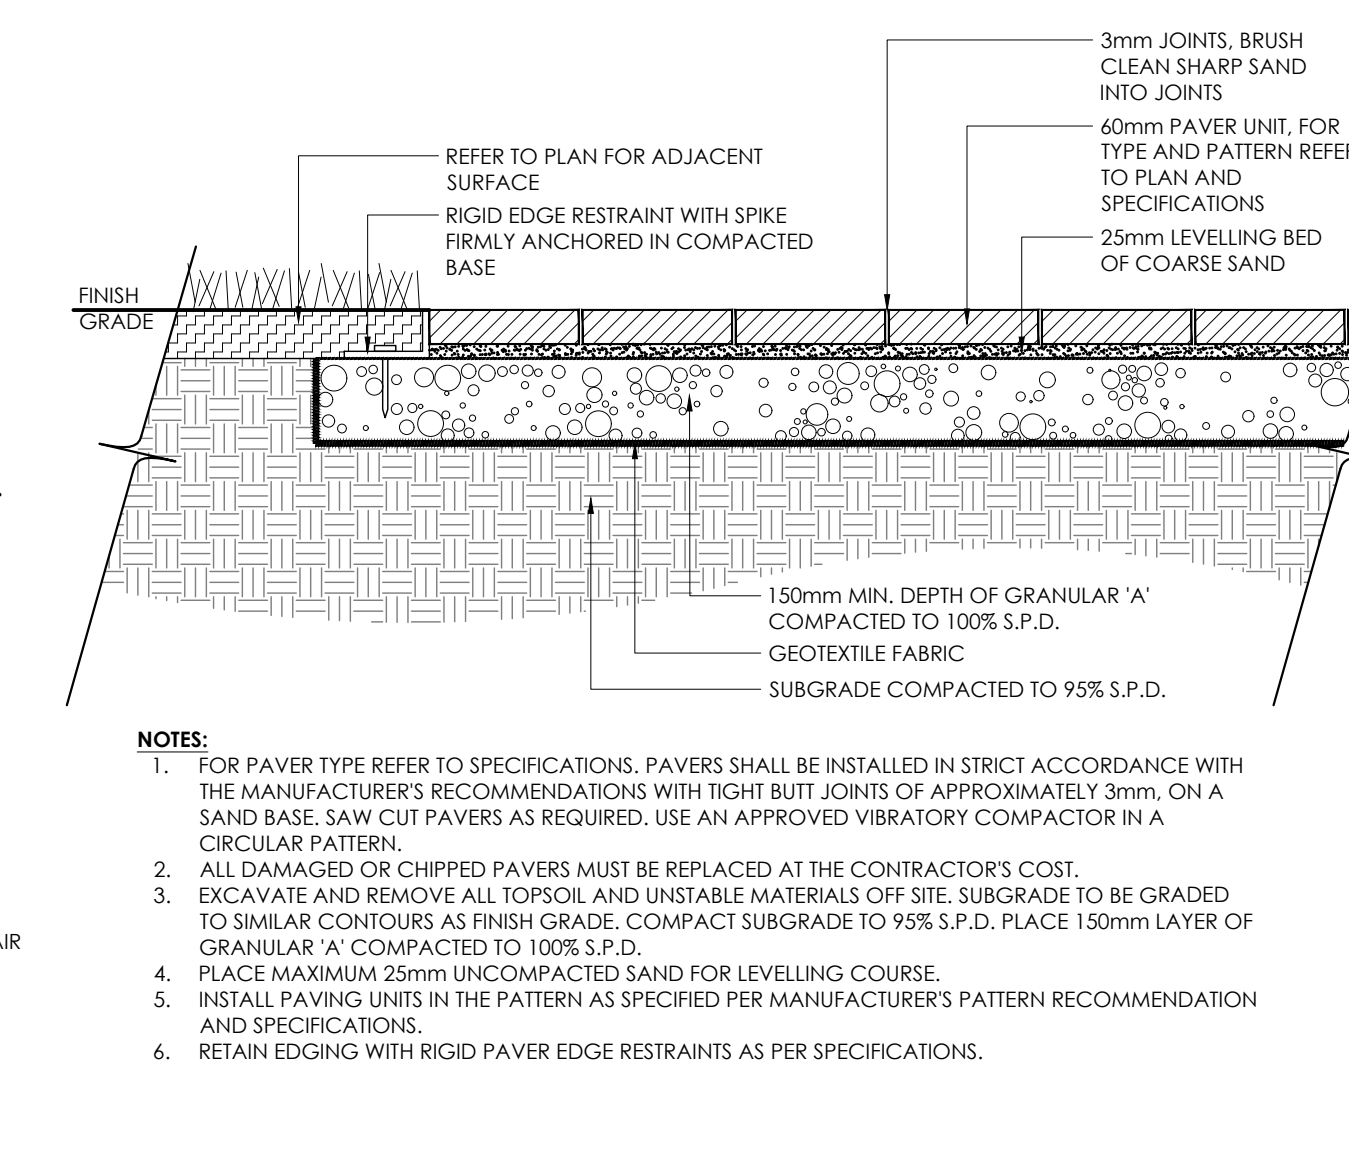 3mm JOINTS, BRUSH
CLEAN SHARP SAND
INTO JOINTS
60mm PAVER UNIT, FOR
TYPE AND PATTERN REFER
TO PLAN AND
SPECIFICATIONS
25mm LEVELLING BED
OF COARSE SAND
REFER TO PLAN FOR ADJACENT
SURFACE
RIGID EDGE RESTRAINT WITH SPIKE
FIRMLY ANCHORED IN COMPACTED
BASE
FINISH
GRADE
150mm MIN. DEPTH OF GRANULAR 'A'
COMPACTED TO 100% S.P.D.
GEOTEXTILE FABRIC
SUBGRADE COMPACTED TO 95% S.P.D.
NOTES:
1. FOR PAVER TYPE REFER TO SPECIFICATIONS. PAVERS SHALL BE INSTALLED IN STRICT ACCORDANCE WITH
THE MANUFACTURER'S RECOMMENDATIONS WITH TIGHT BUTT JOINTS OF APPROXIMATELY 3mm, ON A
SAND BASE. SAW CUT PAVERS AS REQUIRED. USE AN APPROVED VIBRATORY COMPACTOR IN A
CIRCULAR PATTERN.
2. ALL DAMAGED OR CHIPPED PAVERS MUST BE REPLACED AT THE CONTRACTOR'S COST.
3. EXCAVATE AND REMOVE ALL TOPSOIL AND UNSTABLE MATERIALS OFF SITE. SUBGRADE TO BE GRADED
TO SIMILAR CONTOURS AS FINISH GRADE. COMPACT SUBGRADE TO 95% S.P.D. PLACE 150mm LAYER OF
GRANULAR 'A' COMPACTED TO 100% S.P.D.
4. PLACE MAXIMUM 25mm UNCOMPACTED SAND FOR LEVELLING COURSE.
5. INSTALL PAVING UNITS IN THE PATTERN AS SPECIFIED PER MANUFACTURER'S PATTERN RECOMMENDATION
AND SPECIFICATIONS.
6. RETAIN EDGING WITH RIGID PAVER EDGE RESTRAINTS AS PER SPECIFICATIONS.